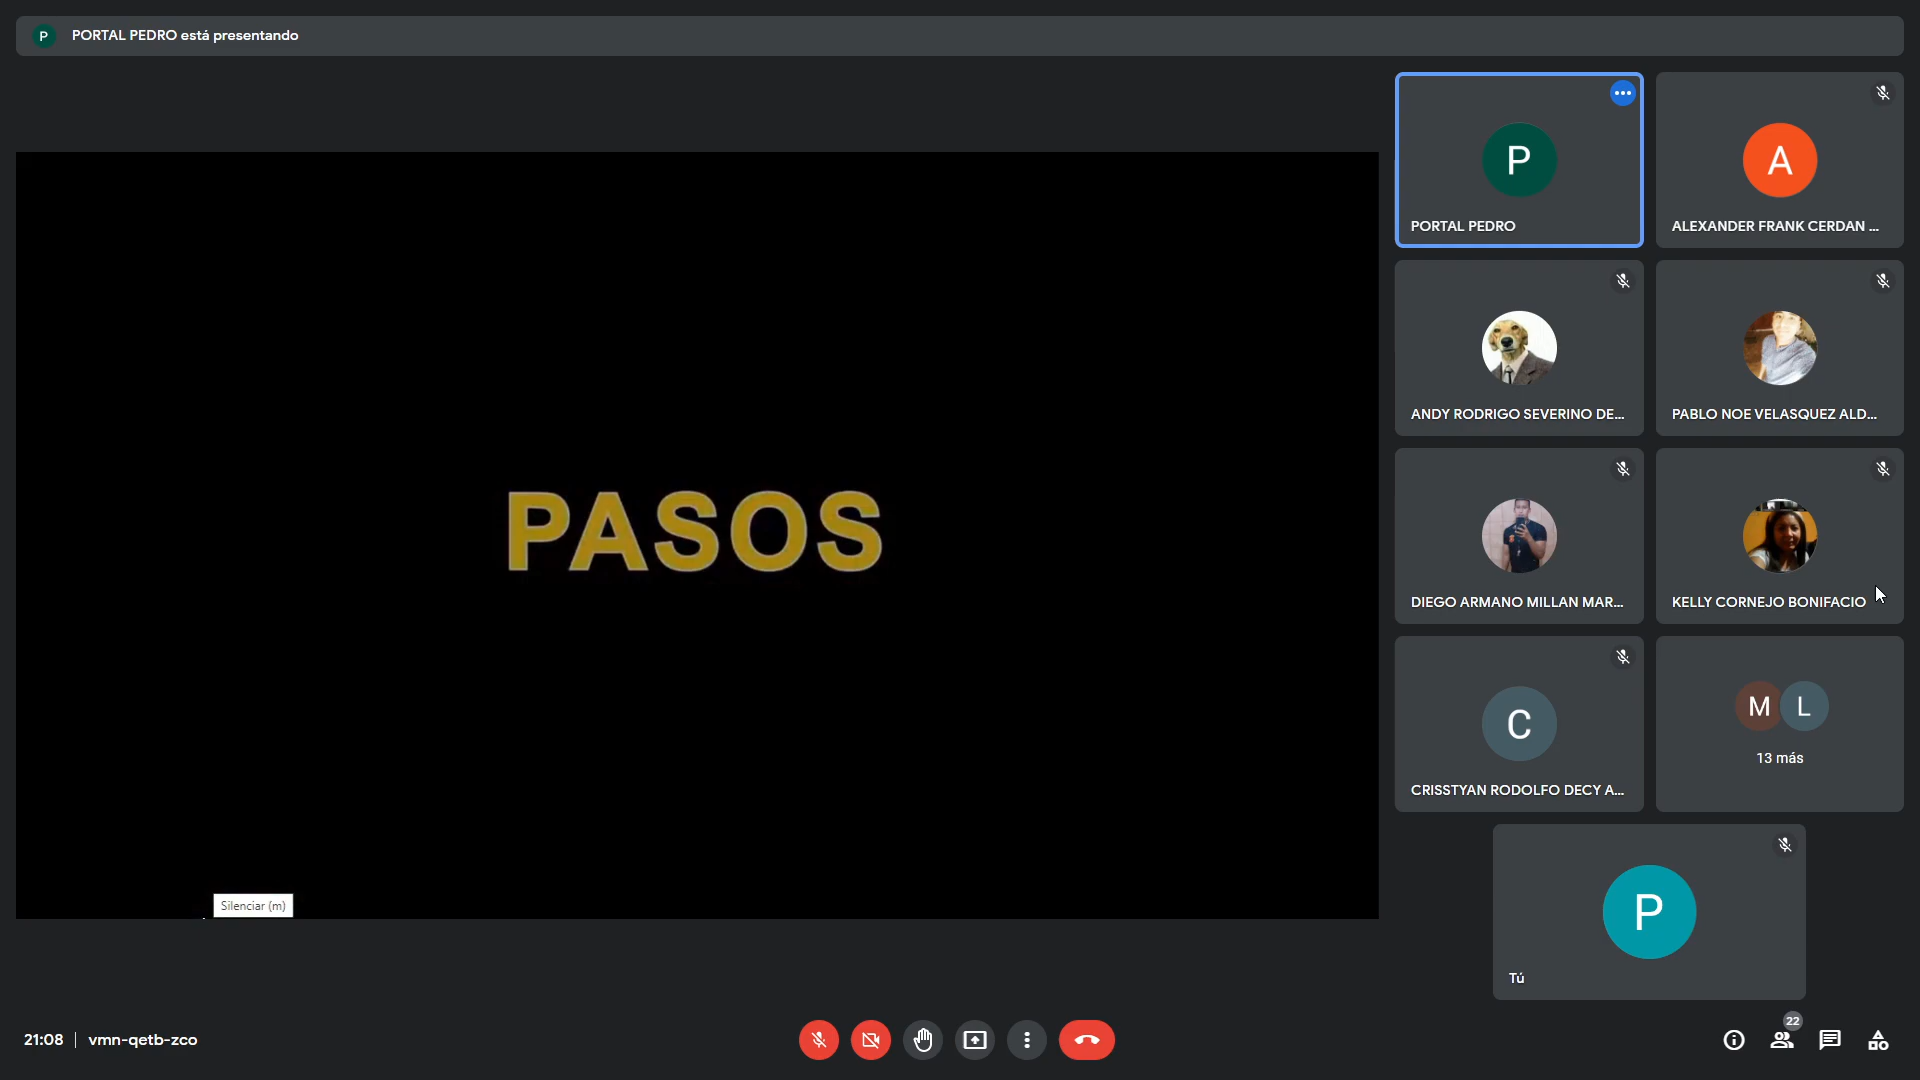 P PORTAL PEDRO está presentando
P
PORTAL PEDRO
A
ALEXANDER FRANK CERDAN ...
ANDY RODRIGO SEVERINO DE...
PABLO NOE VELASQUEZ ALD...
PASOS
DIEGO ARMANO MILLAN MAR...
KELLY CORNEJO BONIFACIO
C
CRISSTYAN RODOLFO DECY A...
M L
13 más
Silenciar (m)
P
Tú
21:08 | vmn-qetb-zco
22